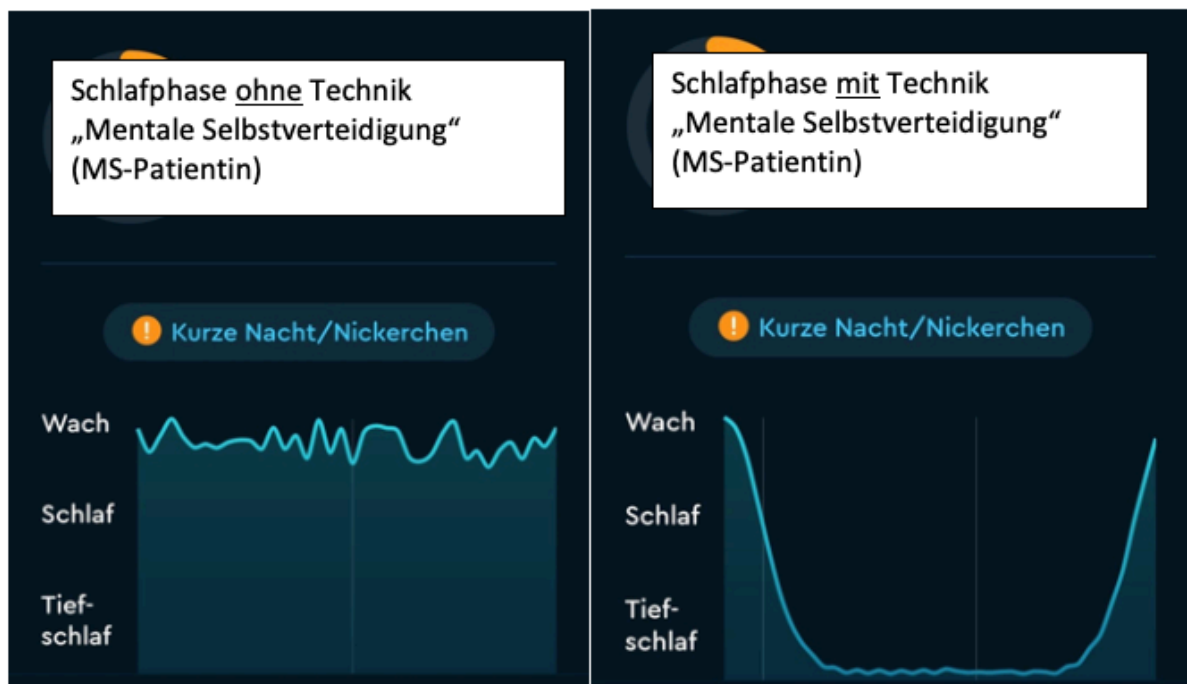 Schlafphase ohne Technik
„Mentale Selbstverteidigung“
(MS-Patientin)
Kurze Nacht/Nickerchen
Wach
Schlaf
Tief-
schlaf
Schlafphase mit Technik
„Mentale Selbstverteidigung“
(MS-Patientin)
Kurze Nacht/Nickerchen
Wach
Schlaf
Tief-
schlaf